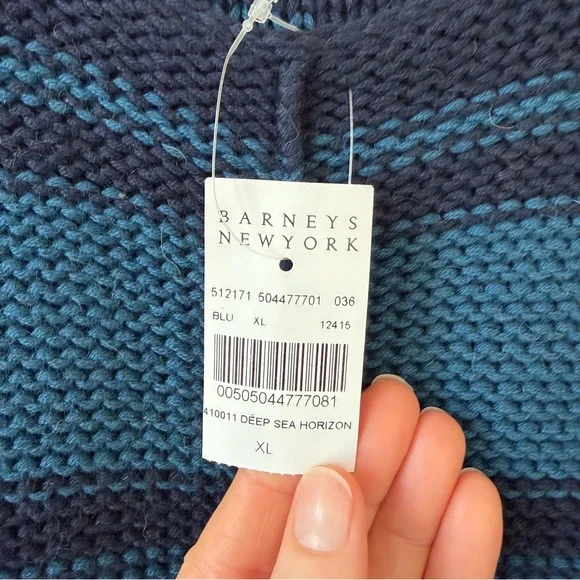 BARNEYS
NEWYORK
512171 504477701 036
BLU XL 12415
00505044777081
410011 DEEP SEA HORIZON
XL